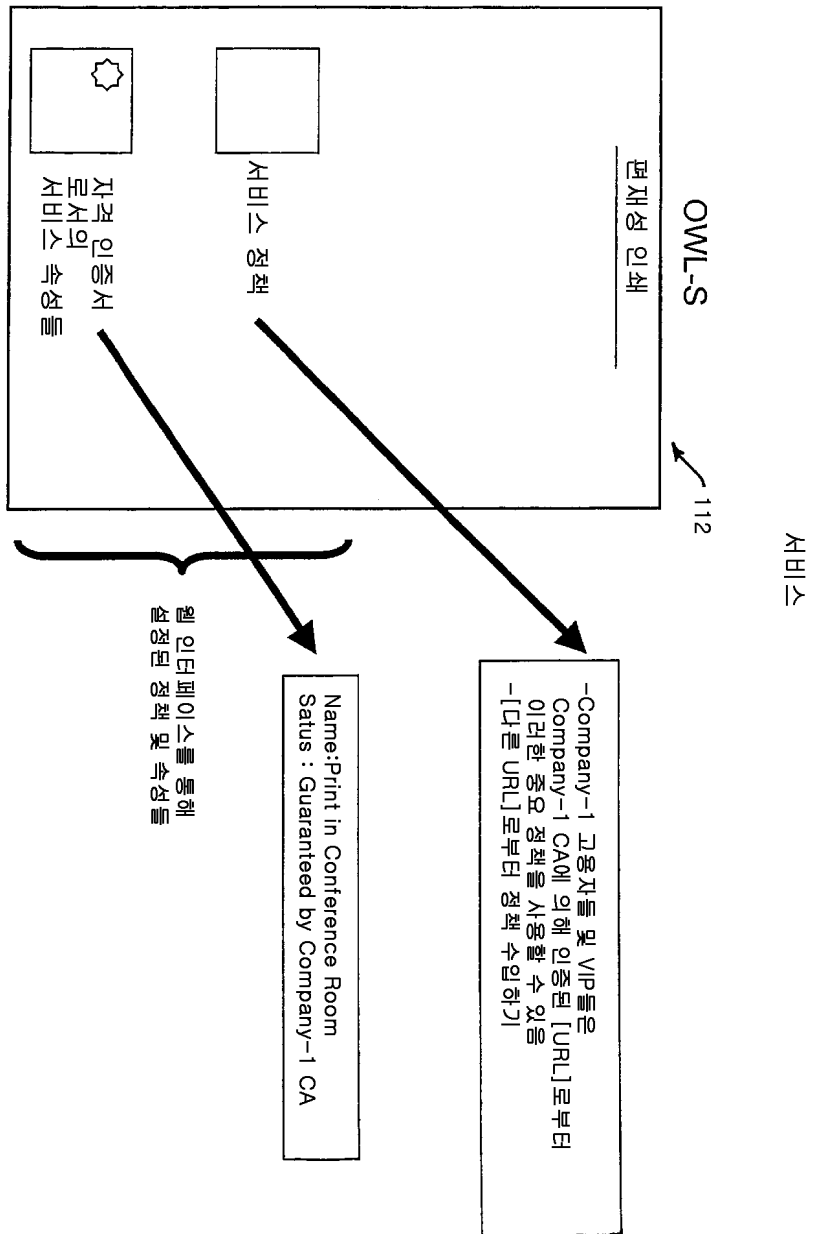 서비스
OWL-S
112
편재성 인쇄
서비스 정책
자격 인증서
로서의
서비스 속성들
-Company-1 고용자들 및 VIP들은
Company-1 CA에 의해 인증된 [URL]로부터
이러한 중요 정책을 사용할 수 있음
-[다른 URL]로부터 정책 수입하기
Name:Print in Conference Room
Satus : Guaranteed by Company-1 CA
웹 인터페이스를 통해
설정된 정책 및 속성들